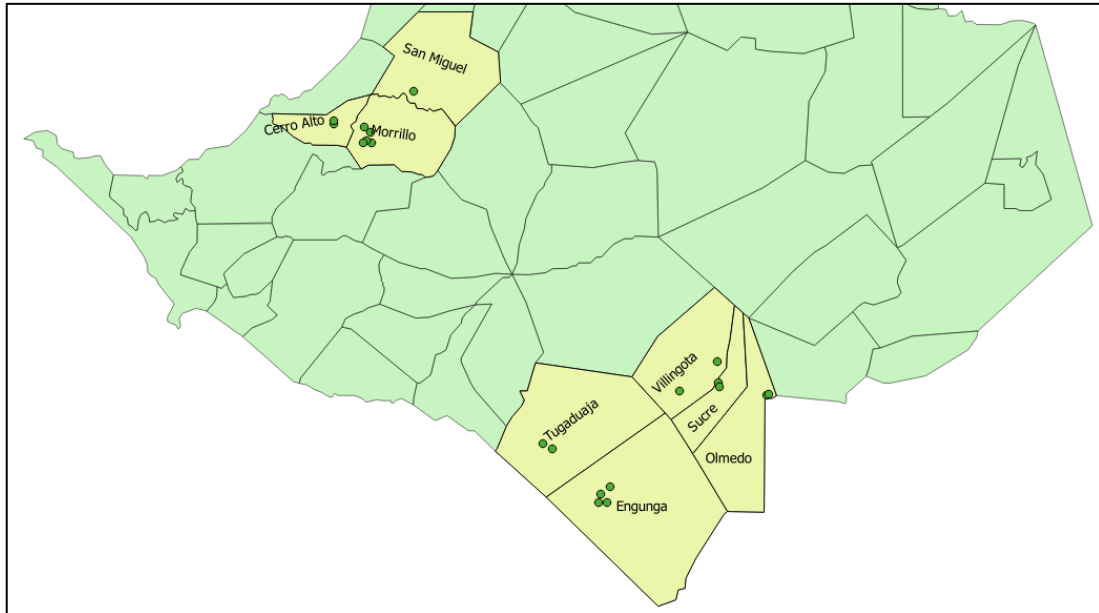 San Miguel
Cerro Alto
Morrillo
Villingota
Sucre
Tugaduaja
Olmedo
Engunga